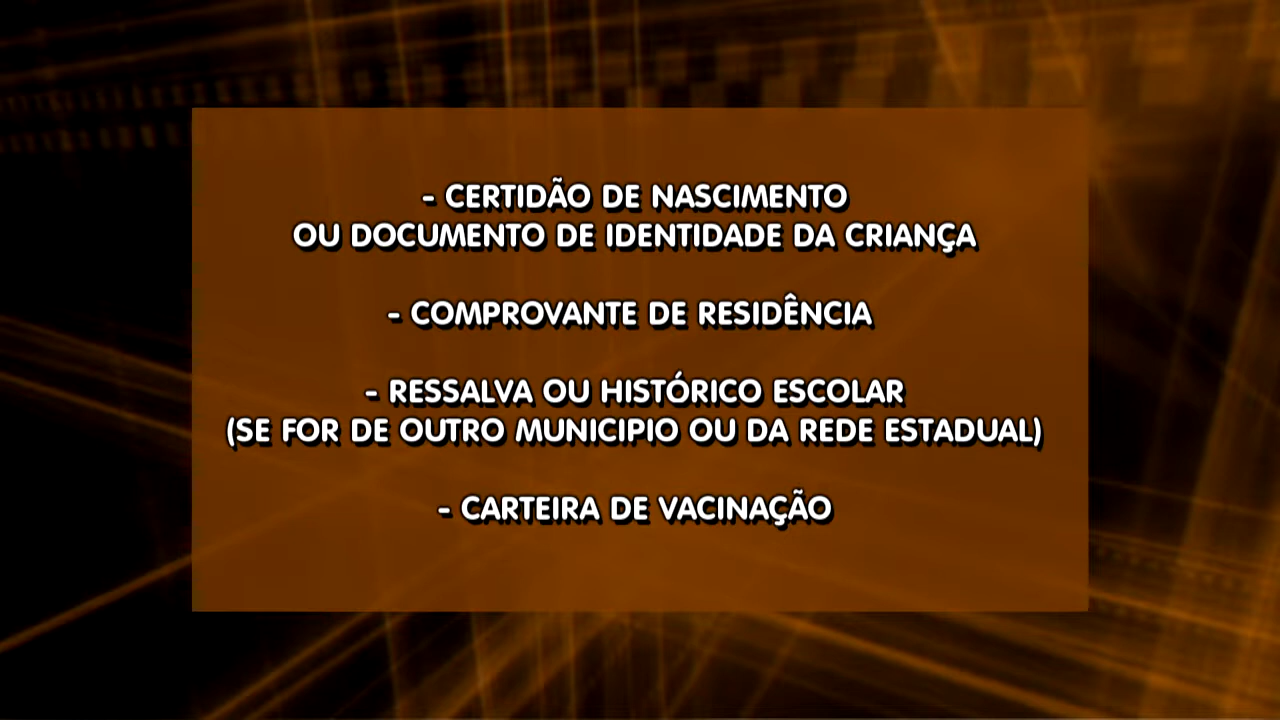 - CERTIDÃO DE NASCIMENTO
OU DOCUMENTO DE IDENTIDADE DA CRIANÇA
- COMPROVANTE DE RESIDÊNCIA
- RESSALVA OU HISTÓRICO ESCOLAR
(SE FOR DE OUTRO MUNICIPIO OU DA REDE ESTADUAL)
- CARTEIRA DE VACINAÇÃO